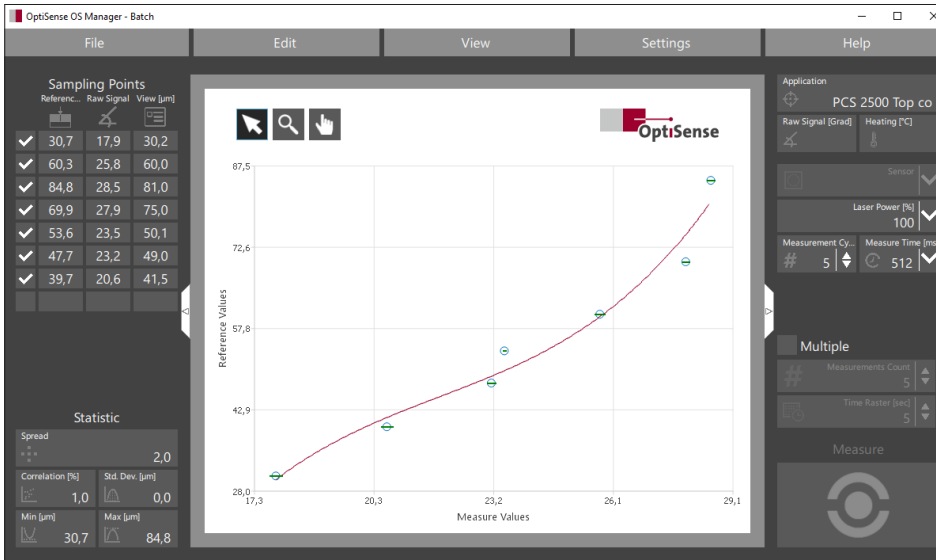 OptiSense OS Manager - Batch
File Edit View Settings Help
Sampling Points
Referenc... Raw Signal View [µm]
30,7 17,9 30,2
60,3 25,8 60,0
84,8 28,5 81,0
69,9 27,9 75,0
53,6 23,5 50,1
47,7 23,2 49,0
39,7 20,6 41,5
Statistic
Spread
2,0
Correlation [%] Std. Dev. [µm]
1,0 0,0
Min [µm] Max [µm]
30,7 84,8
OptiSense
87,5
72,6
57,8
42,9
28,0
Reference Values
17,3 20,3 23,2 26,1 29,1
Measure Values
Application
PCS 2500 Top co
Raw Signal [Grad] Heating [°C]
Sensor
Laser Power [%]
100
Measurement Cy... Measure Time [ms
5 512
Multiple
Measurements Count
5
Time Raster [sec]
5
Measure